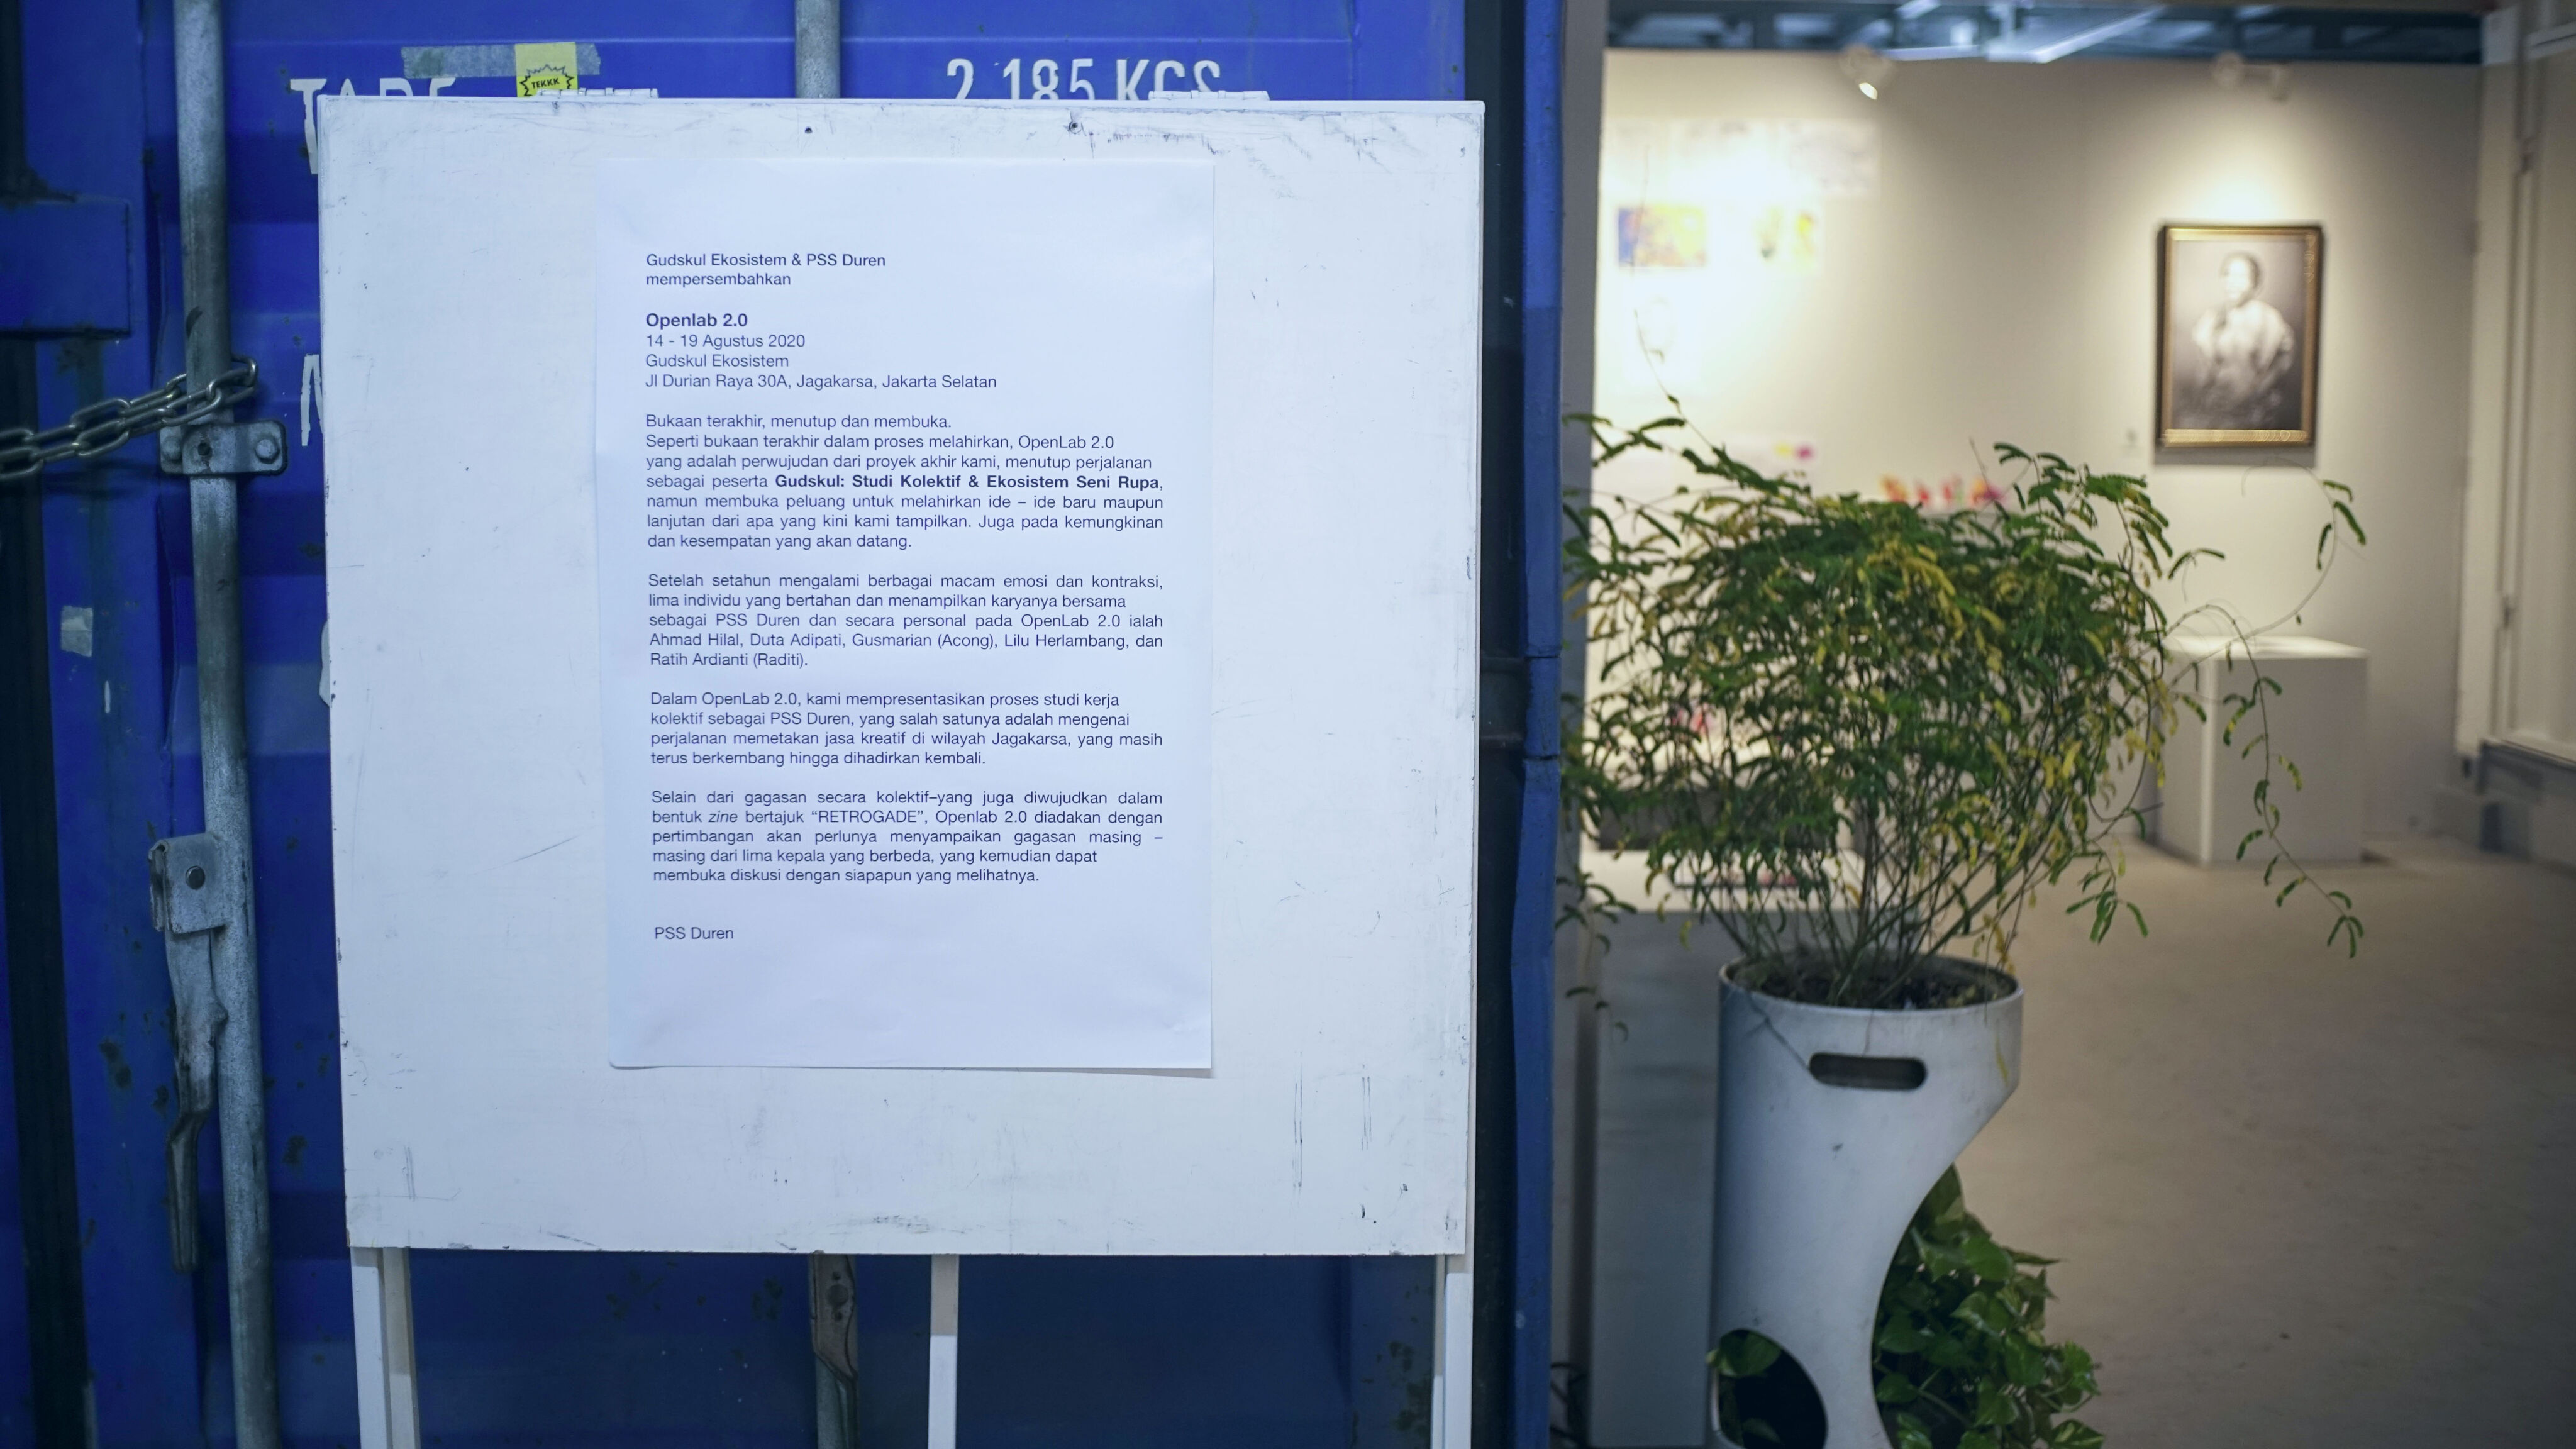 TEKKK
2.185 KGS
Gudskul Ekosistem & PSS Duren
mempersembahkan
Openlab 2.0
14 - 19 Agustus 2020
Gudskul Ekosistem
Jl Durian Raya 30A, Jagakarsa, Jakarta Selatan
Bukaan terakhir, menutup dan membuka.
Seperti bukaan terakhir dalam proses melahirkan, OpenLab 2.0
yang adalah perwujudan dari proyek akhir kami, menutup perjalanan
sebagai peserta Gudskul: Studi Kolektif & Ekosistem Seni Rupa,
namun membuka peluang untuk melahirkan ide – ide baru maupun
lanjutan dari apa yang kini kami tampilkan. Juga pada kemungkinan
dan kesempatan yang akan datang.
Setelah setahun mengalami berbagai macam emosi dan kontraksi,
lima individu yang bertahan dan menampilkan karyanya bersama
sebagai PSS Duren dan secara personal pada OpenLab 2.0 ialah
Ahmad Hilal, Duta Adipati, Gusmarian (Acong), Lilu Herlambang, dan
Ratih Ardianti (Raditi).
Dalam OpenLab 2.0, kami mempresentasikan proses studi kerja
kolektif sebagai PSS Duren, yang salah satunya adalah mengenai
perjalanan memetakan jasa kreatif di wilayah Jagakarsa, yang masih
terus berkembang hingga dihadirkan kembali.
Selain dari gagasan secara kolektif–yang juga diwujudkan dalam
bentuk zine bertajuk “RETROGADE”, Openlab 2.0 diadakan dengan
pertimbangan akan perlunya menyampaikan gagasan masing –
masing dari lima kepala yang berbeda, yang kemudian dapat
membuka diskusi dengan siapapun yang melihatnya.
PSS Duren